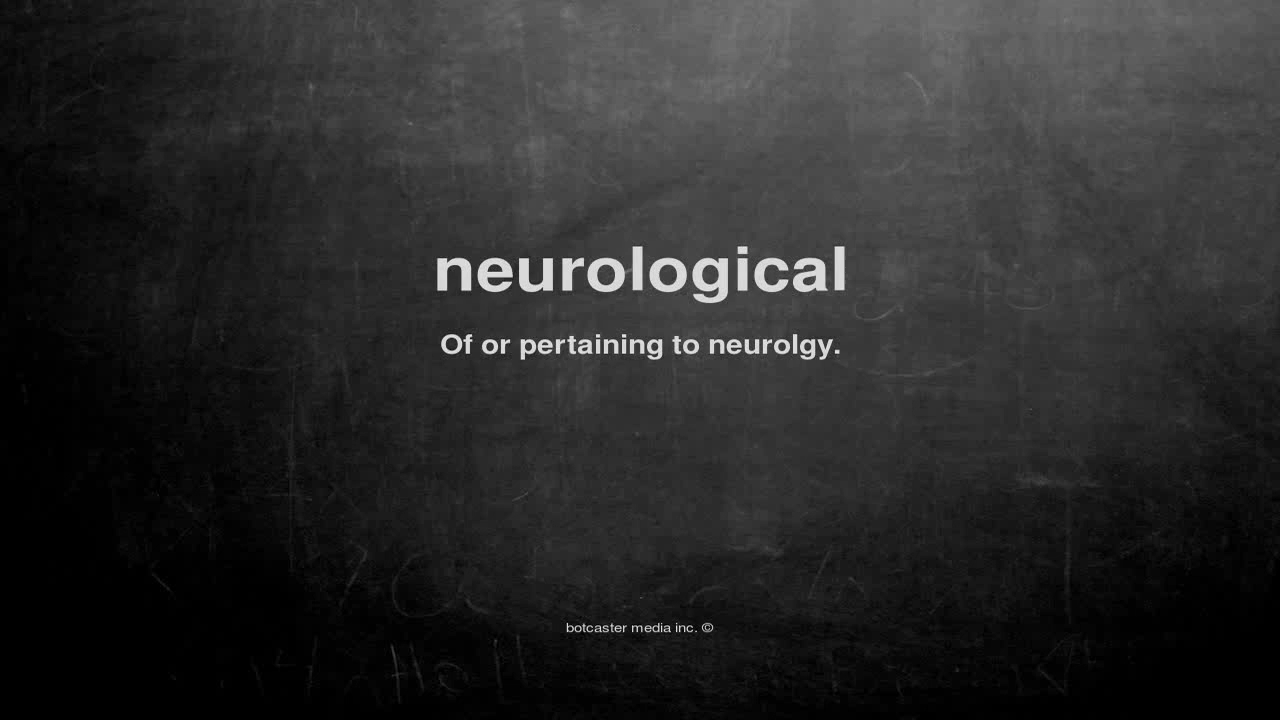 neurological
Of or pertaining to neurolgy.
botcaster media inc. ©